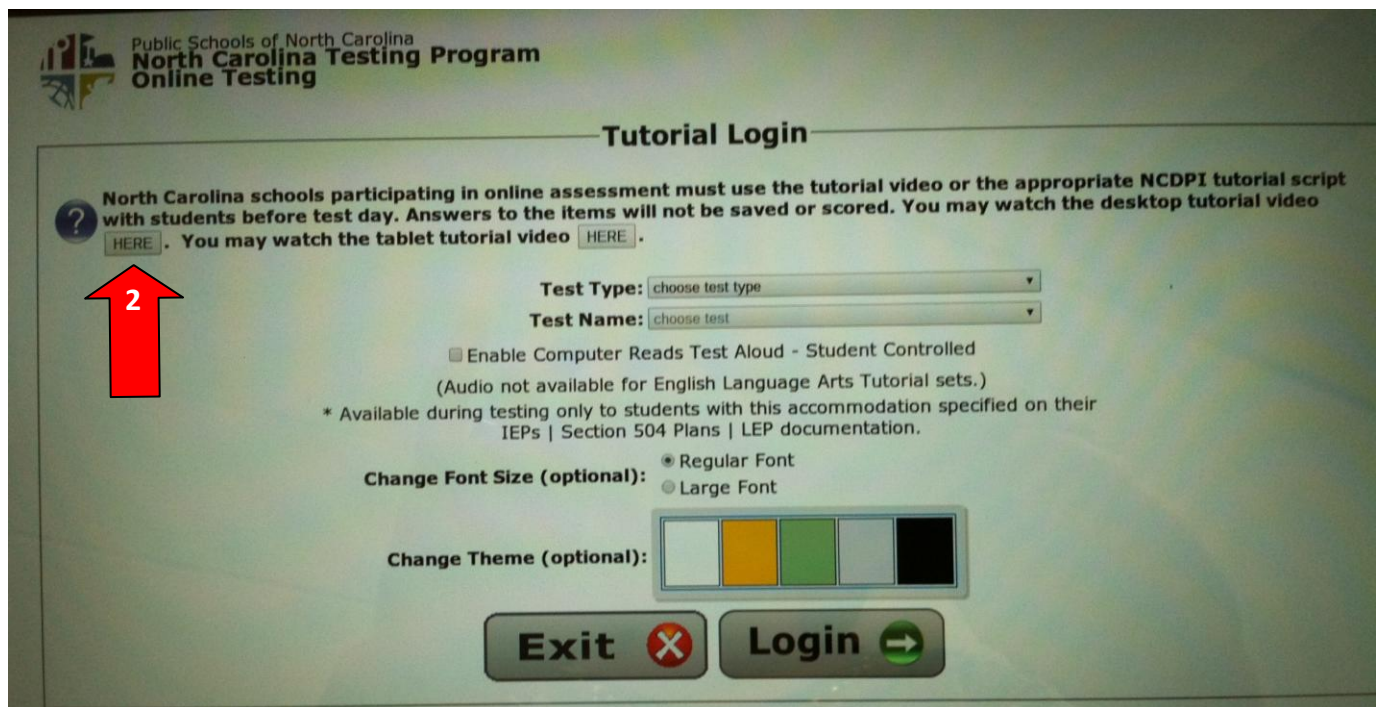 Public Schools of North Carolina
North Carolina Testing Program
Online Testing
Tutorial Login
North Carolina schools participating in online assessment must use the tutorial video or the appropriate NCDPI tutorial script
with students before test day. Answers to the items will not be saved or scored. You may watch the desktop tutorial video
HERE . You may watch the tablet tutorial video HERE .
2
Test Type: choose test type
Test Name: choose test
Enable Computer Reads Test Aloud - Student Controlled
(Audio not available for English Language Arts Tutorial sets.)
* Available during testing only to students with this accommodation specified on their
IEPs | Section 504 Plans | LEP documentation.
Change Font Size (optional): Regular Font
Large Font
Change Theme (optional):
Exit Login